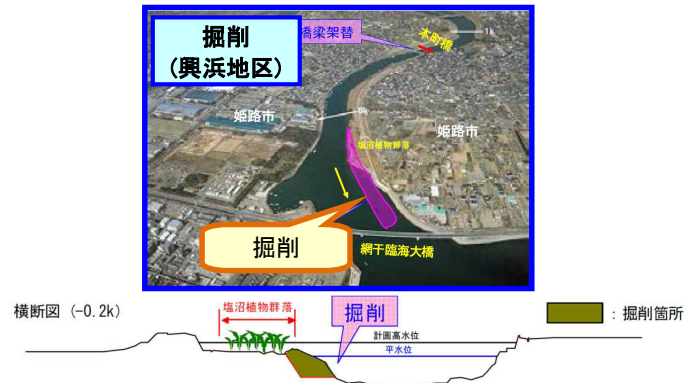 掘削
(興浜地区)
橋梁架替
本町橋
1k
姫路市
0k
姫路市
塩沼植物群落
掘削
網干臨海大橋
横断図 (-0.2k)
塩沼植物群落
掘削
：掘削箇所
計画高水位
平水位